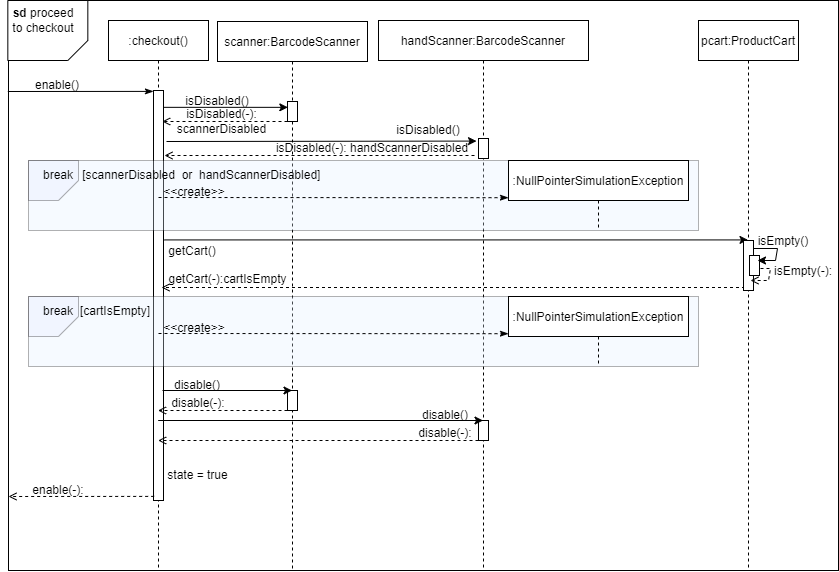 sd proceed
to checkout
:checkout()
scanner:BarcodeScanner
handScanner:BarcodeScanner
pcart:ProductCart
enable()
isDisabled()
isDisabled(-):
scannerDisabled
isDisabled()
isDisabled(-): handScannerDisabled
break [scannerDisabled or handScannerDisabled]
:NullPointerSimulationException
<<create>>
isEmpty()
getCart()
isEmpty(-):
getCart(-):cartIsEmpty
break [cartIsEmpty]
:NullPointerSimulationException
<<create>>
disable()
disable(-):
disable()
disable(-):
state = true
enable(-):